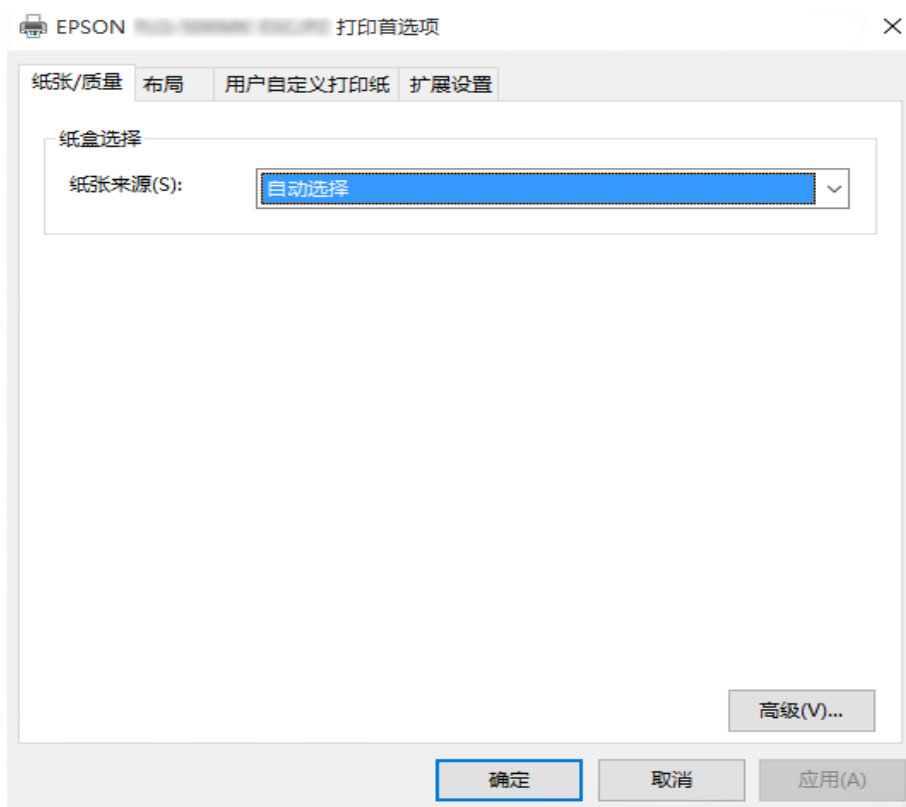 EPSON 打印首选项
纸张/质量 布局 用户自定义打印纸 扩展设置
纸盒选择
纸张来源(S): 自动选择
高级(V)...
确定 取消 应用(A)